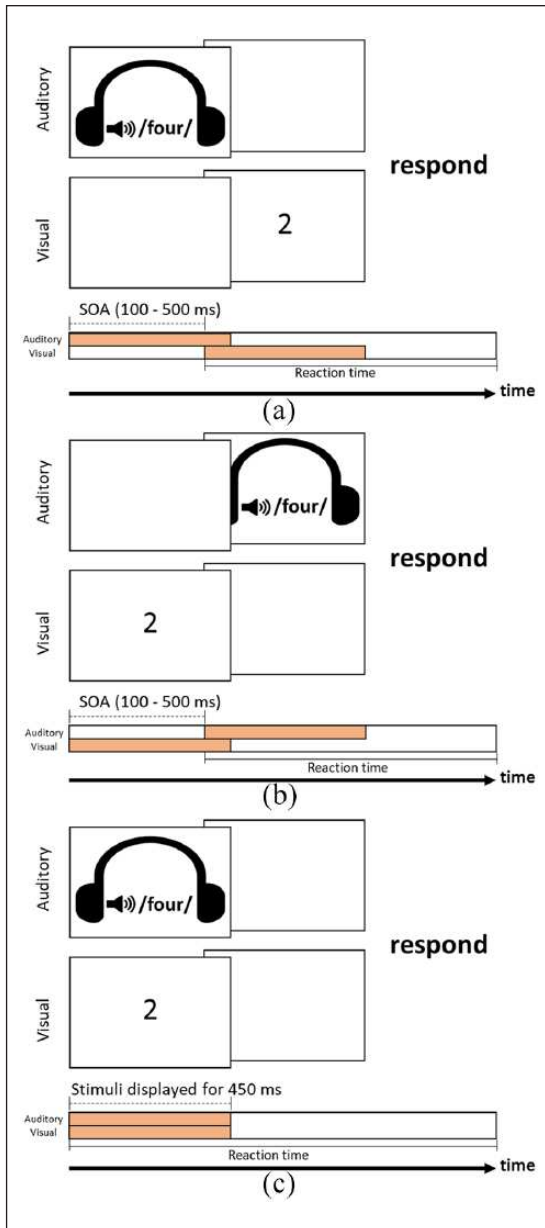 Auditory
/four/
respond
Visual
2
SOA (100 - 500 ms)
Auditory
Visual
Reaction time
time
(a)
Auditory
/four/
respond
Visual
2
SOA (100 - 500 ms)
Auditory
Visual
Reaction time
time
(b)
Auditory
/four/
respond
Visual
2
Stimuli displayed for 450 ms
Auditory
Visual
Reaction time
time
(c)